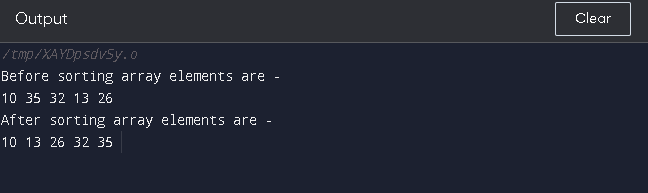 Output
Clear
/tmp/XAYDpsdvSy.o
Before sorting array elements are -
10 35 32 13 26
After sorting array elements are -
10 13 26 32 35